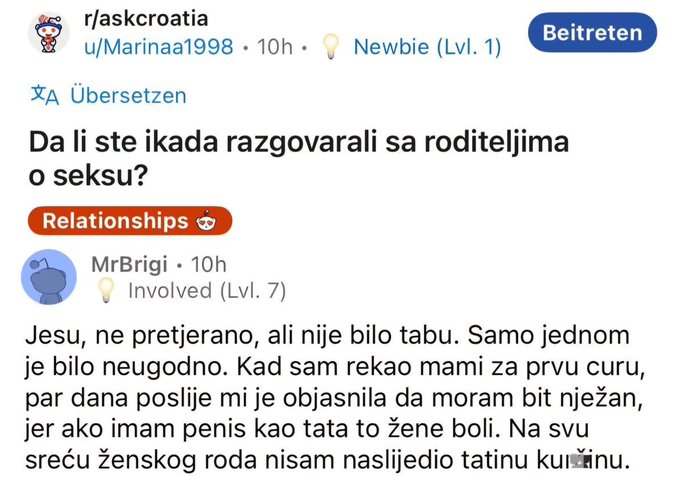 r/askcroatia
u/Marinaa1998 • 10h • Newbie (Lvl. 1)
Beitreten
Übersetzen
Da li ste ikada razgovarali sa roditeljima
o seksu?
Relationships
MrBrigi • 10h
Involved (Lvl. 7)
Jesu, ne pretjerano, ali nije bilo tabu. Samo jednom
je bilo neugodno. Kad sam rekao mami za prvu curu,
par dana poslije mi je objasnila da moram bit nježan,
jer ako imam penis kao tata to žene boli. Na svu
sreću ženskog roda nisam naslijedio tatinu